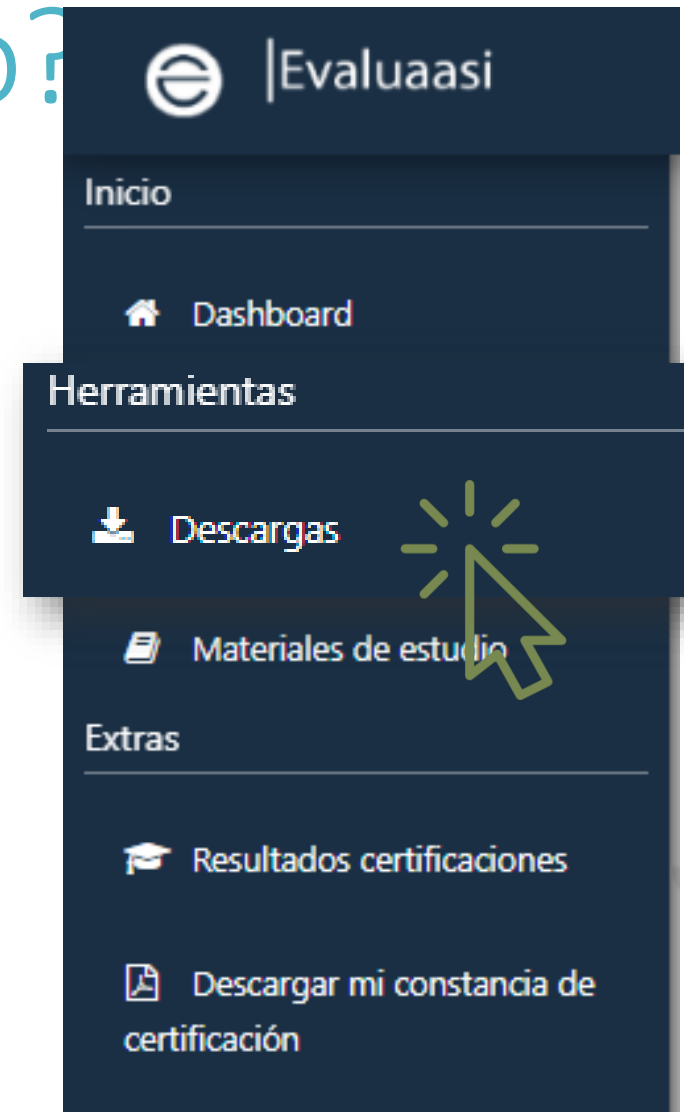 |Evaluaasi
Inicio
Dashboard
Herramientas
Descargas
Materiales de estudio
Extras
Resultados certificaciones
Descargar mi constancia de
certificación